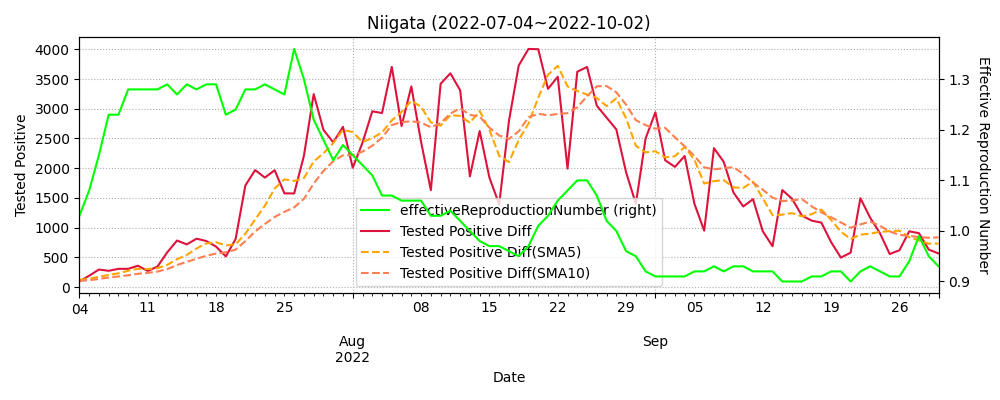 Niigata (2022-07-04~2022-10-02)
Tested Positive
4000
3500
3000
2500
2000
1500
1000
500
0
Effective Reproduction Number
1.3
1.2
1.1
1.0
0.9
effectiveReproductionNumber (right)
Tested Positive Diff
Tested Positive Diff(SMA5)
Tested Positive Diff(SMA10)
04 11 18 25 08 15 22 29 05 12 19 26
Aug Sep
2022
Date